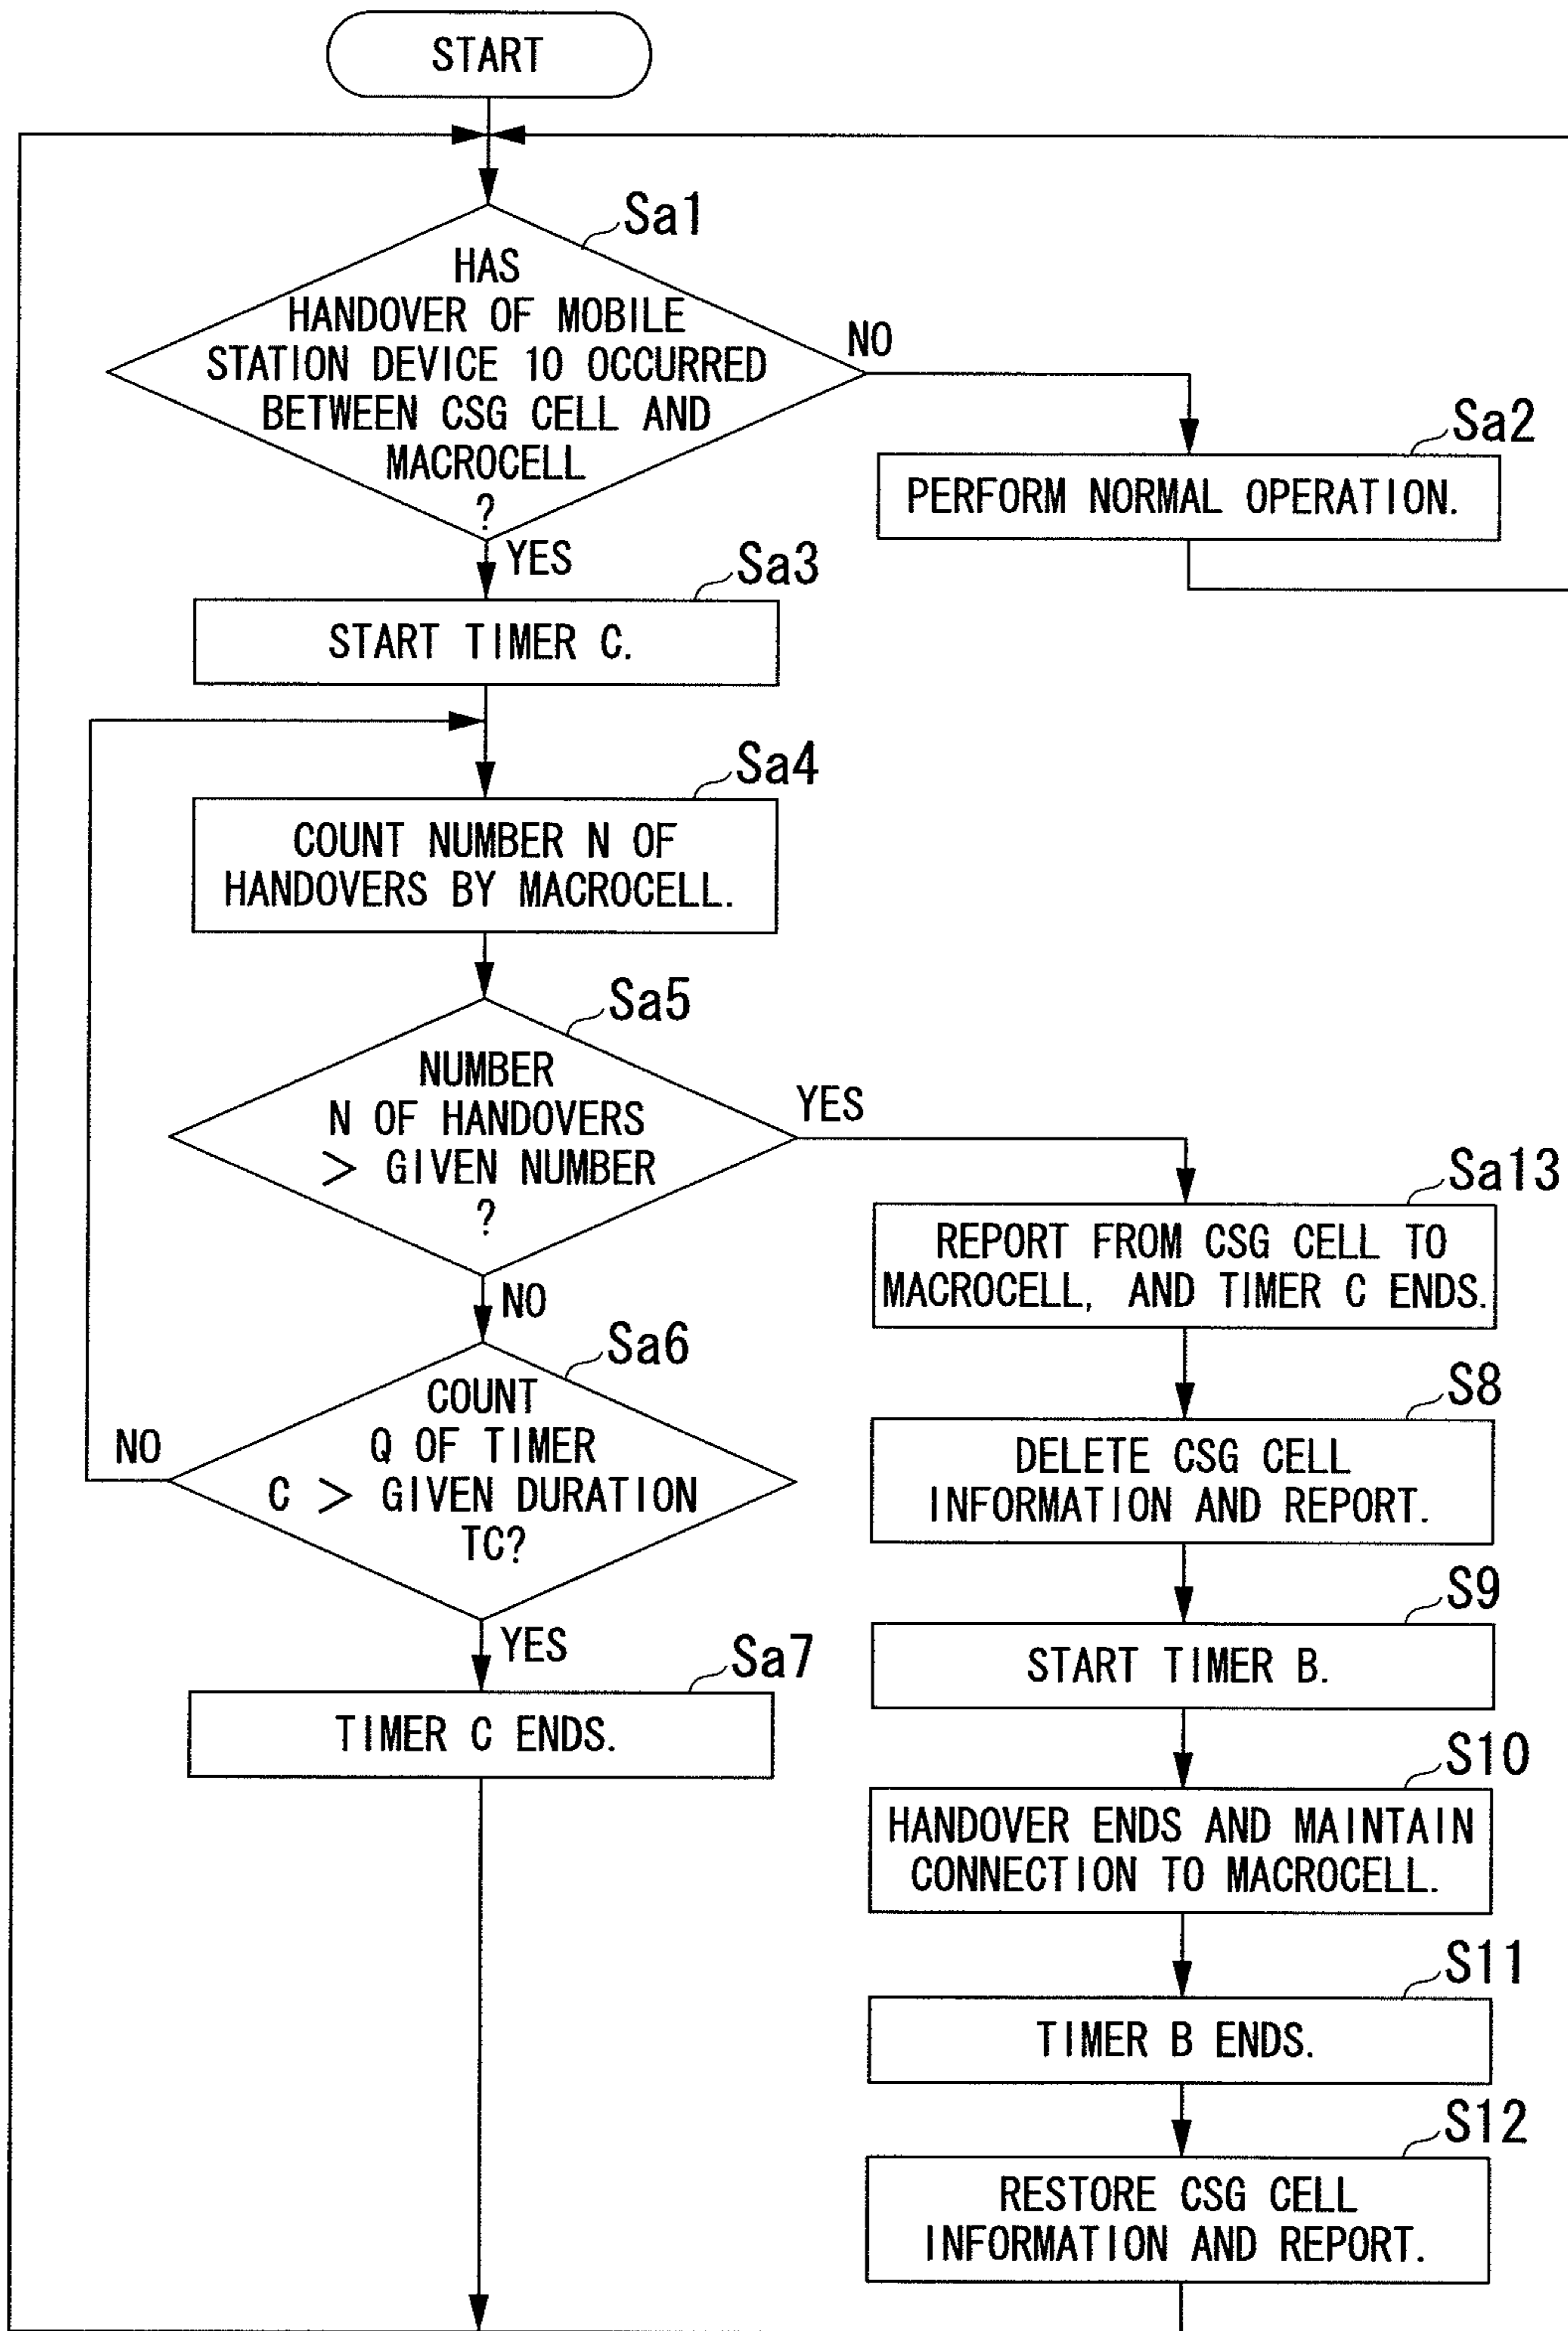 START
Sa1
HAS
HANDOVER OF MOBILE
STATION DEVICE 10 OCCURRED
BETWEEN CSG CELL AND
MACROCELL
?
NO
Sa2
PERFORM NORMAL OPERATION.
YES
Sa3
START TIMER C.
Sa4
COUNT NUMBER N OF
HANDOVERS BY MACROCELL.
Sa5
NUMBER
N OF HANDOVERS
> GIVEN NUMBER
?
YES
NO
Sa6
COUNT
Q OF TIMER
C > GIVEN DURATION
TC?
NO
YES
Sa7
TIMER C ENDS.
Sa13
REPORT FROM CSG CELL TO
MACROCELL, AND TIMER C ENDS.
S8
DELETE CSG CELL
INFORMATION AND REPORT.
S9
START TIMER B.
S10
HANDOVER ENDS AND MAINTAIN
CONNECTION TO MACROCELL.
S11
TIMER B ENDS.
S12
RESTORE CSG CELL
INFORMATION AND REPORT.